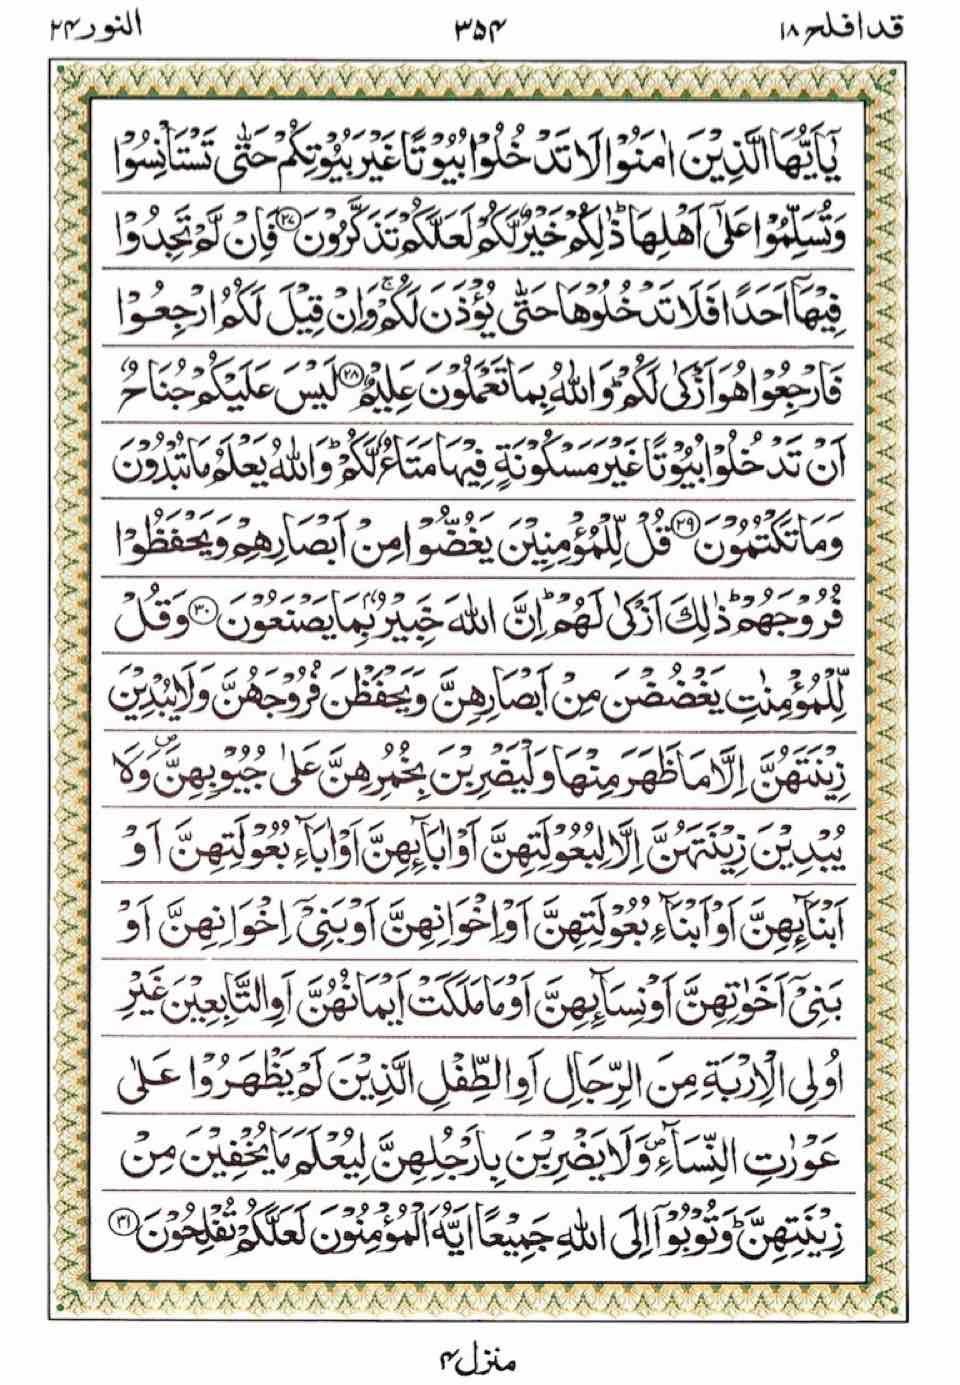 قد افلح ١٨
٣٥٤
النور ٢٤
يٰۤاَيُّهَا الَّذِيْنَ اٰمَنُوْا لَا تَدْخُلُوْا بُيُوْتًا غَيْرَ بُيُوْتِكُمْ حَتّٰى تَسْتَاْنِسُوْا
وَتُسَلِّمُوْا عَلٰۤى اَهْلِهَا ؕ ذٰلِكُمْ خَيْرٌ لَّكُمْ لَعَلَّكُمْ تَذَكَّرُوْنَ ﴿٢٧﴾ فَاِنْ لَّمْ تَجِدُوْا
فِيْهَاۤ اَحَدًا فَلَا تَدْخُلُوْهَا حَتّٰى يُؤْذَنَ لَكُمْ ۚ وَاِنْ قِيْلَ لَكُمُ ارْجِعُوْا
فَارْجِعُوْا هُوَ اَزْكٰى لَكُمْ ؕ وَاللّٰهُ بِمَا تَعْمَلُوْنَ عَلِيْمٌ ﴿٢٨﴾ لَيْسَ عَلَيْكُمْ جُنَاحٌ
اَنْ تَدْخُلُوْا بُيُوْتًا غَيْرَ مَسْكُوْنَةٍ فِيْهَا مَتَاعٌ لَّكُمْ ؕ وَاللّٰهُ يَعْلَمُ مَا تُبْدُوْنَ
وَمَا تَكْتُمُوْنَ ﴿٢٩﴾ قُلْ لِّلْمُؤْمِنِيْنَ يَغُضُّوْا مِنْ اَبْصَارِهِمْ وَيَحْفَظُوْا
فُرُوْجَهُمْ ؕ ذٰلِكَ اَزْكٰى لَهُمْ ؕ اِنَّ اللّٰهَ خَبِيْرٌۢ بِمَا يَصْنَعُوْنَ ﴿٣٠﴾ وَقُلْ
لِّلْمُؤْمِنٰتِ يَغْضُضْنَ مِنْ اَبْصَارِهِنَّ وَيَحْفَظْنَ فُرُوْجَهُنَّ وَلَا يُبْدِيْنَ
زِيْنَتَهُنَّ اِلَّا مَا ظَهَرَ مِنْهَا وَلْيَضْرِبْنَ بِخُمُرِهِنَّ عَلٰى جُيُوْبِهِنَّ ۪ وَلَا
يُبْدِيْنَ زِيْنَتَهُنَّ اِلَّا لِبُعُوْلَتِهِنَّ اَوْ اٰبَآئِهِنَّ اَوْ اٰبَآءِ بُعُوْلَتِهِنَّ اَوْ
اَبْنَآئِهِنَّ اَوْ اَبْنَآءِ بُعُوْلَتِهِنَّ اَوْ اِخْوَانِهِنَّ اَوْ بَنِيْۤ اِخْوَانِهِنَّ اَوْ
بَنِيْۤ اَخَوٰتِهِنَّ اَوْ نِسَآئِهِنَّ اَوْ مَا مَلَكَتْ اَيْمَانُهُنَّ اَوِ التَّابِعِيْنَ غَيْرِ
اُولِى الْاِرْبَةِ مِنَ الرِّجَالِ اَوِ الطِّفْلِ الَّذِيْنَ لَمْ يَظْهَرُوْا عَلٰى
عَوْرٰتِ النِّسَآءِ ۪ وَلَا يَضْرِبْنَ بِاَرْجُلِهِنَّ لِيُعْلَمَ مَا يُخْفِيْنَ مِنْ
زِيْنَتِهِنَّ ؕ وَتُوْبُوْۤا اِلَى اللّٰهِ جَمِيْعًا اَيُّهَ الْمُؤْمِنُوْنَ لَعَلَّكُمْ تُفْلِحُوْنَ ﴿٣١﴾
منزل ٤